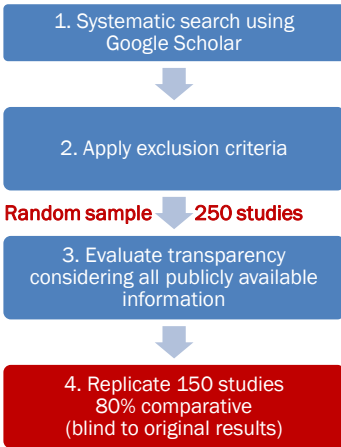 1. Systematic search using
Google Scholar
2. Apply exclusion criteria
Random sample 250 studies
3. Evaluate transparency
considering all publicly available
information
4. Replicate 150 studies
80% comparative
(blind to original results)